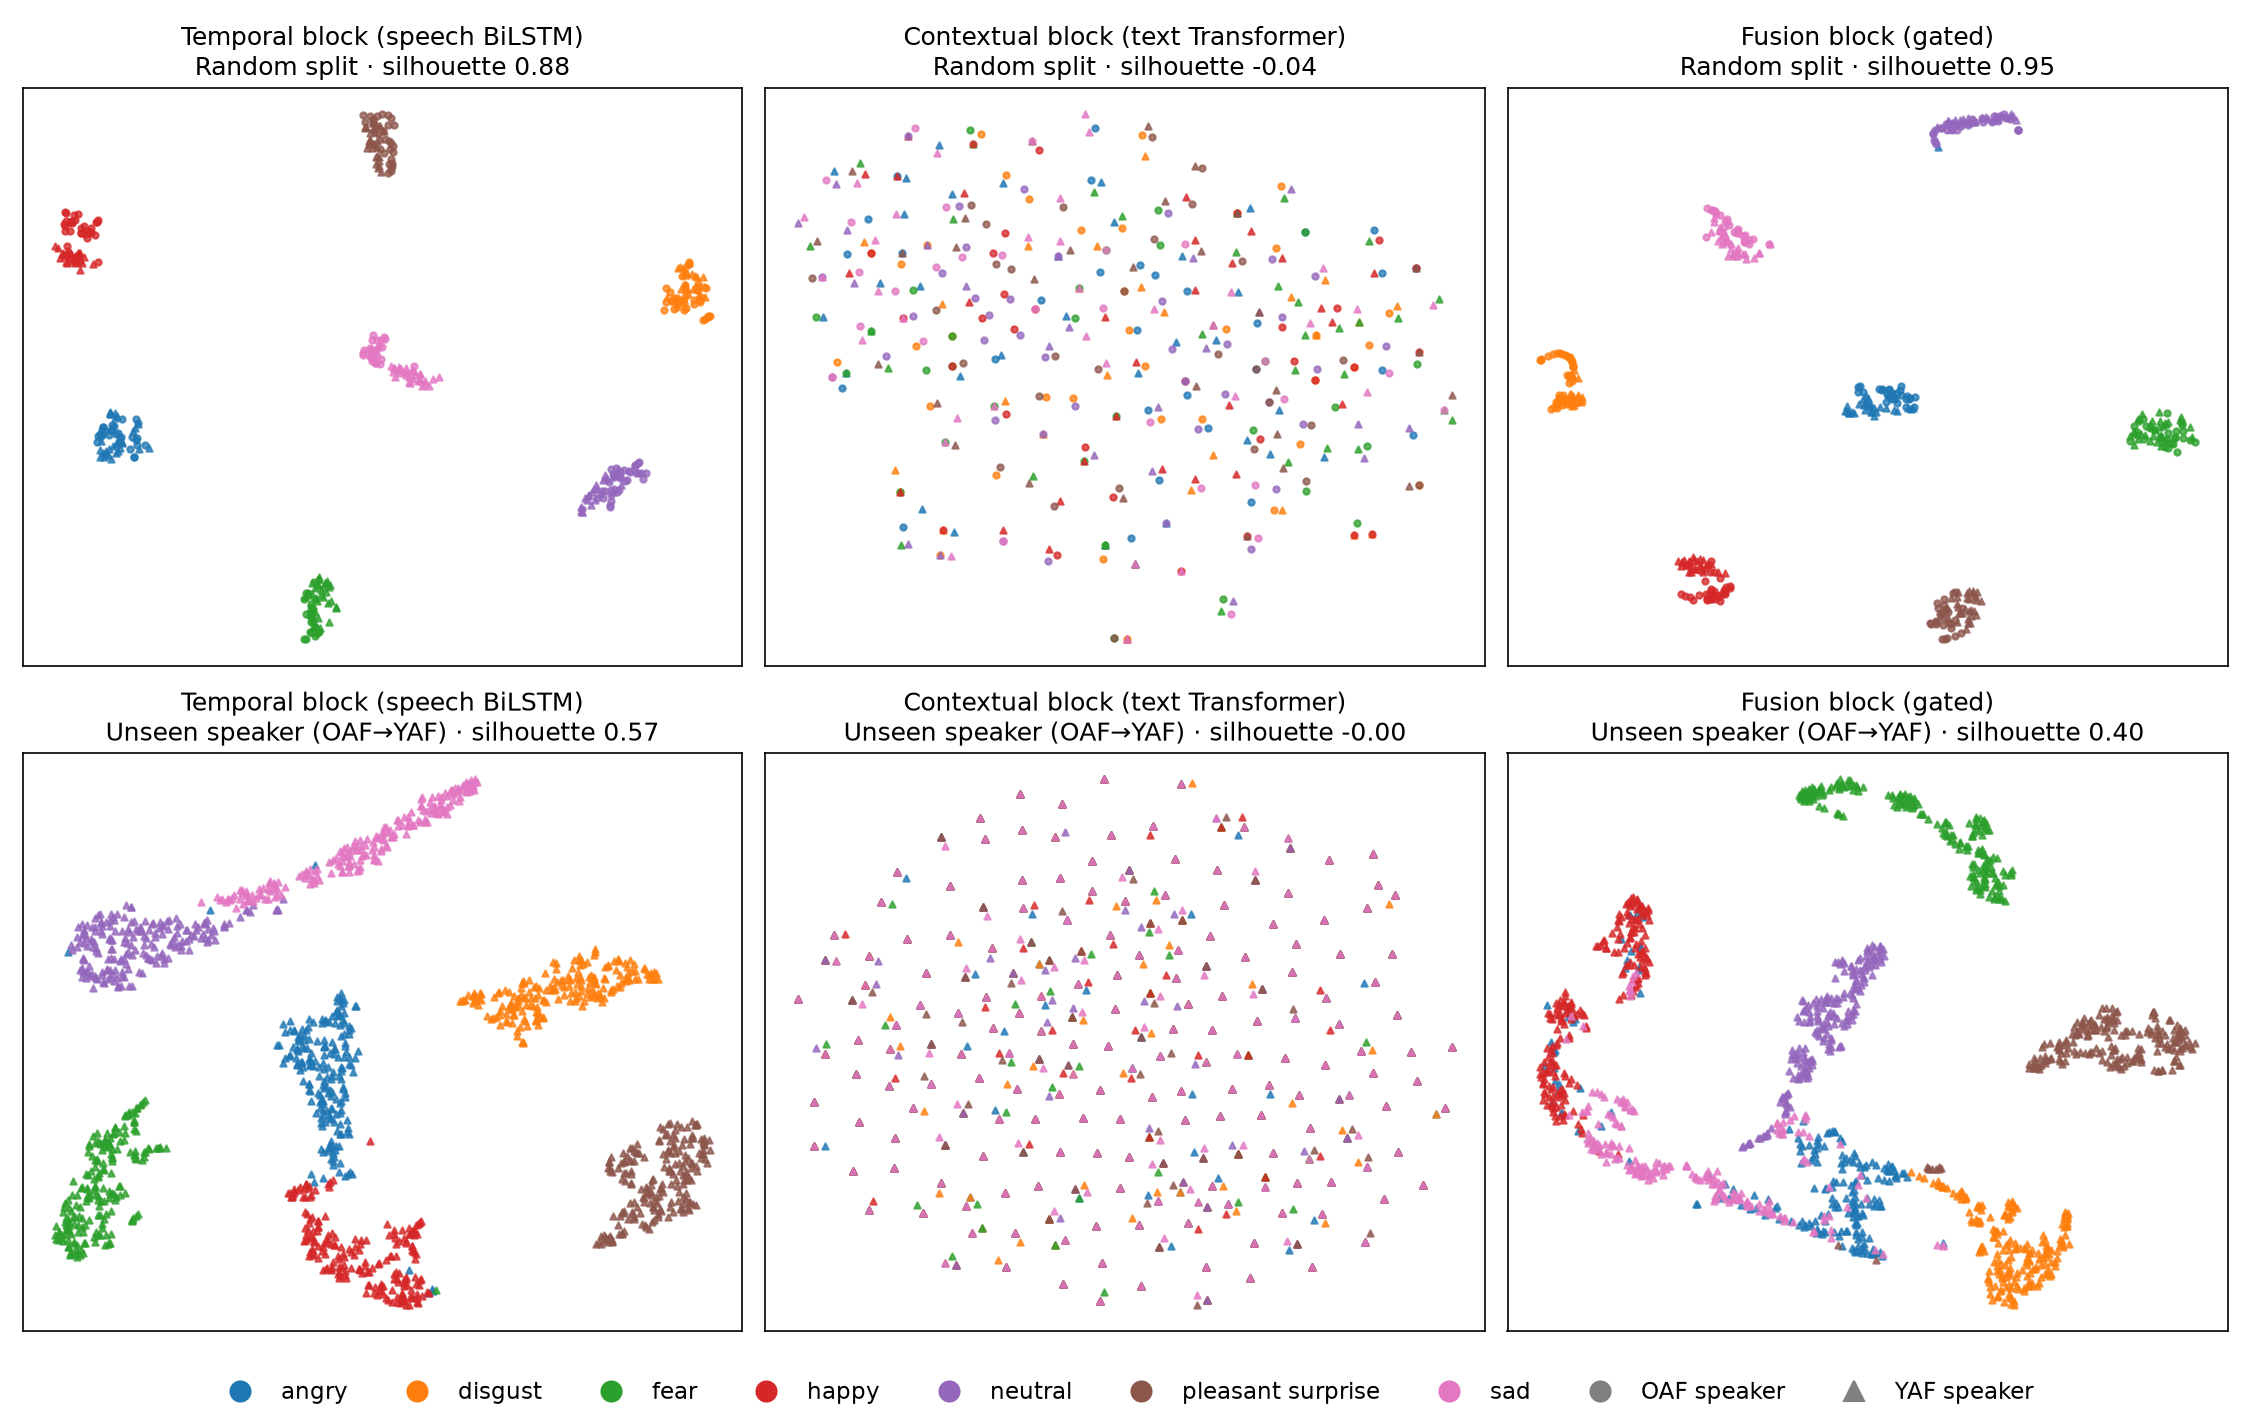 Temporal block (speech BiLSTM)
Random split · silhouette 0.88
Contextual block (text Transformer)
Random split · silhouette -0.04
Fusion block (gated)
Random split · silhouette 0.95
Temporal block (speech BiLSTM)
Unseen speaker (OAF→YAF) · silhouette 0.57
Contextual block (text Transformer)
Unseen speaker (OAF→YAF) · silhouette -0.00
Fusion block (gated)
Unseen speaker (OAF→YAF) · silhouette 0.40
angry disgust fear happy neutral pleasant surprise sad OAF speaker YAF speaker